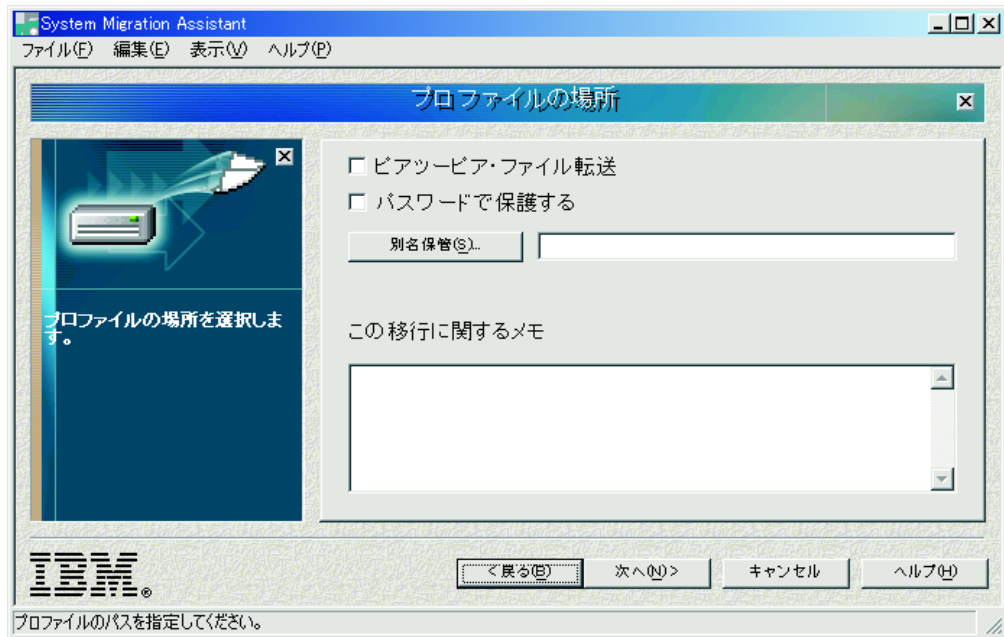 System Migration Assistant
ファイル(F) 編集(E) 表示(V) ヘルプ(P)
プロファイルの場所
プロファイルの場所を選択しま
す。
ピアツーピア・ファイル転送
パスワードで保護する
別名保管(S)...
この移行に関するメモ
IBM®
<戻る(B) 次へ(N)> キャンセル ヘルプ(H)
プロファイルのパスを指定してください。